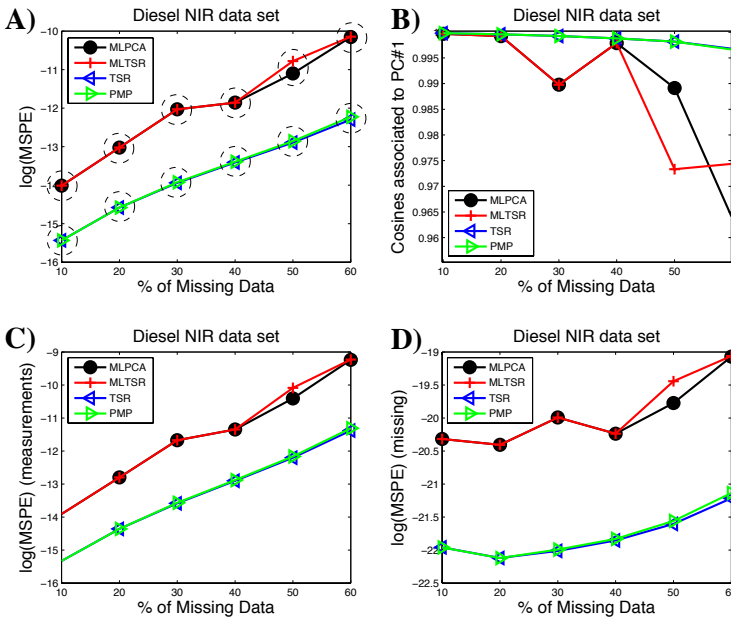 A)
Diesel NIR data set
MLPCA
MLTSR
TSR
PMP
log(MSPE)
−10
−11
−12
−13
−14
−15
−16
10 20 30 40 50 60
% of Missing Data
B)
Diesel NIR data set
MLPCA
MLTSR
TSR
PMP
Cosines associated to PC#1
0.995
0.99
0.985
0.98
0.975
0.97
0.965
0.96
10 20 30 40 50
% of Missing Data
C)
Diesel NIR data set
MLPCA
MLTSR
TSR
PMP
log(MSPE) (measurements)
−9
−10
−11
−12
−13
−14
−15
−16
10 20 30 40 50 60
% of Missing Data
D)
Diesel NIR data set
MLPCA
MLTSR
TSR
PMP
log(MSPE) (missing)
−19
−19.5
−20
−20.5
−21
−21.5
−22
−22.5
10 20 30 40 50 60
% of Missing Data